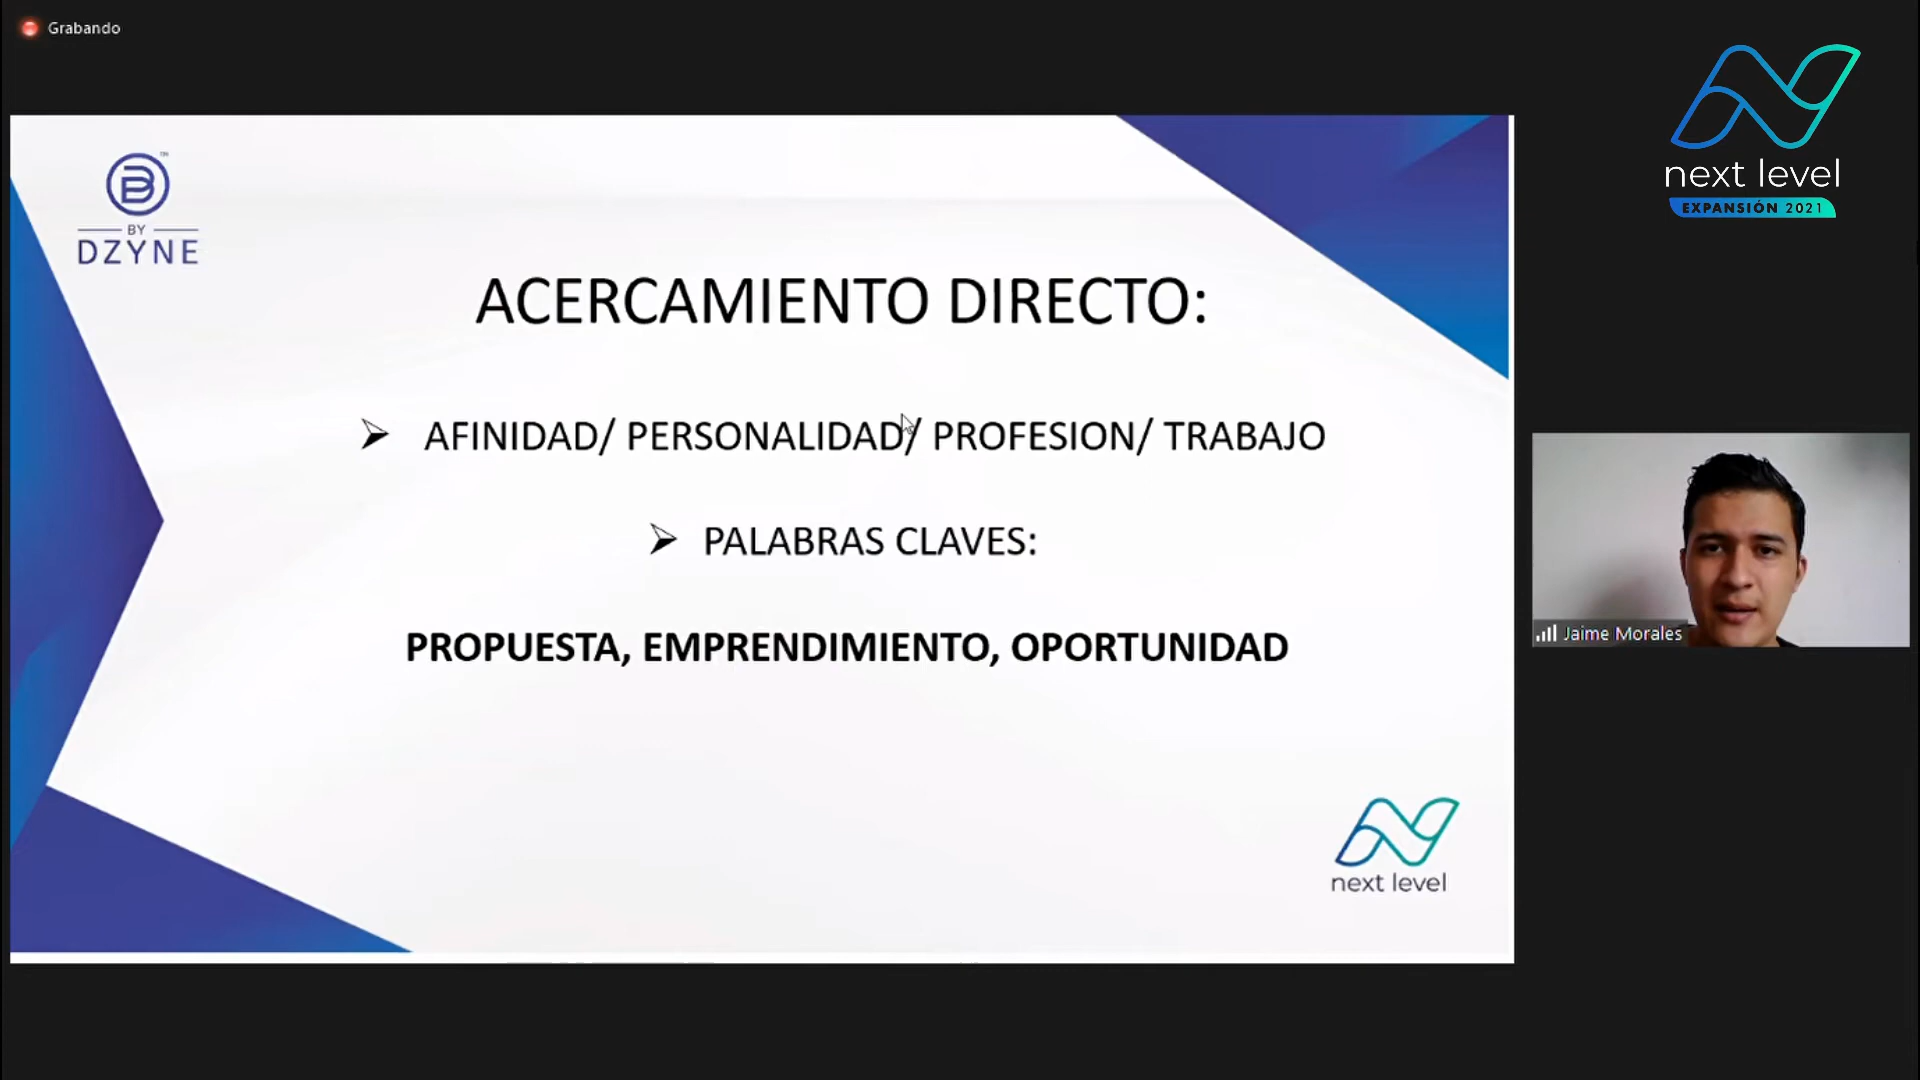 Grabando
next level
EXPANSIÓN 2021
B
™
BY
DZYNE
ACERCAMIENTO DIRECTO:
➢ AFINIDAD/ PERSONALIDAD/ PROFESION/ TRABAJO
➢ PALABRAS CLAVES:
PROPUESTA, EMPRENDIMIENTO, OPORTUNIDAD
Jaime Morales
next level